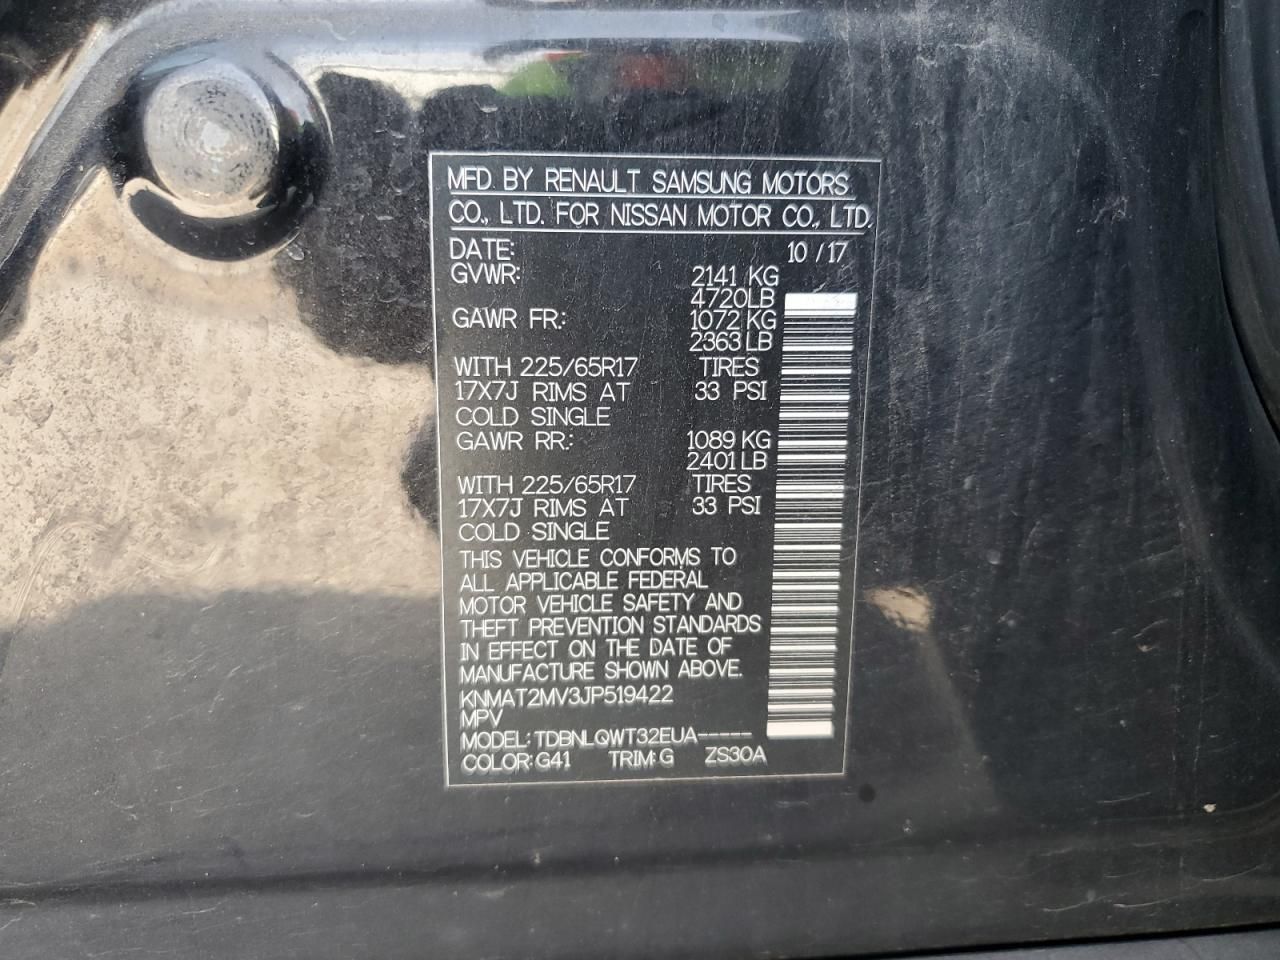 MFD. BY RENAULT SAMSUNG MOTORS
CO., LTD. FOR NISSAN MOTOR CO., LTD.
DATE: 10 /17
GVWR: 2141 KG
4720LB
GAWR FR.: 1072 KG
2363 LB
WITH 225/65R17 TIRES
17X7J RIMS AT 33 PSI
COLD SINGLE
GAWR RR.: 1089 KG
2401 LB
WITH 225/65R17 TIRES
17X7J RIMS AT 33 PSI
COLD SINGLE
THIS VEHICLE CONFORMS TO
ALL APPLICABLE FEDERAL
MOTOR VEHICLE SAFETY AND
THEFT PREVENTION STANDARDS
IN EFFECT ON THE DATE OF
MANUFACTURE SHOWN ABOVE.
KNMAT2MV3JP519422
MPV
MODEL: TDBNLQWT32EUA-----
COLOR: G41 TRIM: G ZS30A